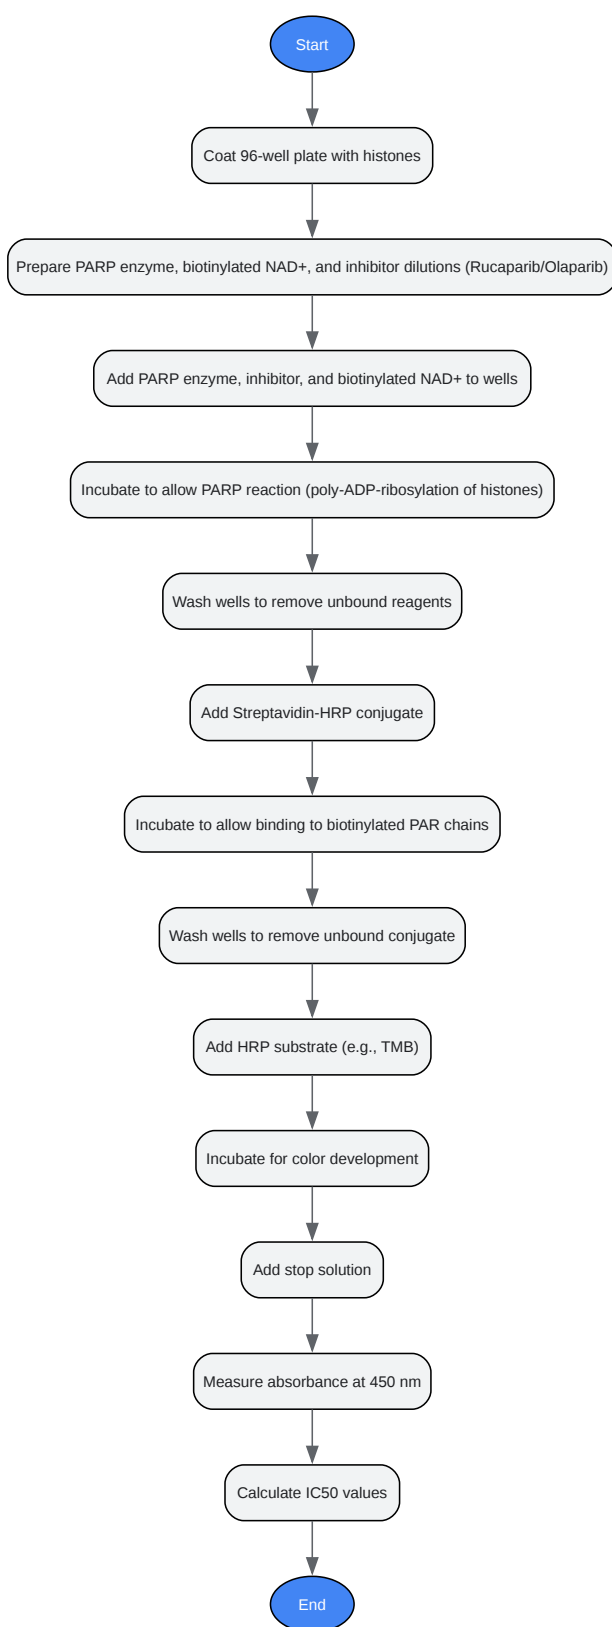 Start
Coat 96-well plate with histones
Prepare PARP enzyme, biotinylated NAD+, and inhibitor dilutions (Rucaparib/Olaparib)
Add PARP enzyme, inhibitor, and biotinylated NAD+ to wells
Incubate to allow PARP reaction (poly-ADP-ribosylation of histones)
Wash wells to remove unbound reagents
Add Streptavidin-HRP conjugate
Incubate to allow binding to biotinylated PAR chains
Wash wells to remove unbound conjugate
Add HRP substrate (e.g., TMB)
Incubate for color development
Add stop solution
Measure absorbance at 450 nm
Calculate IC50 values
End